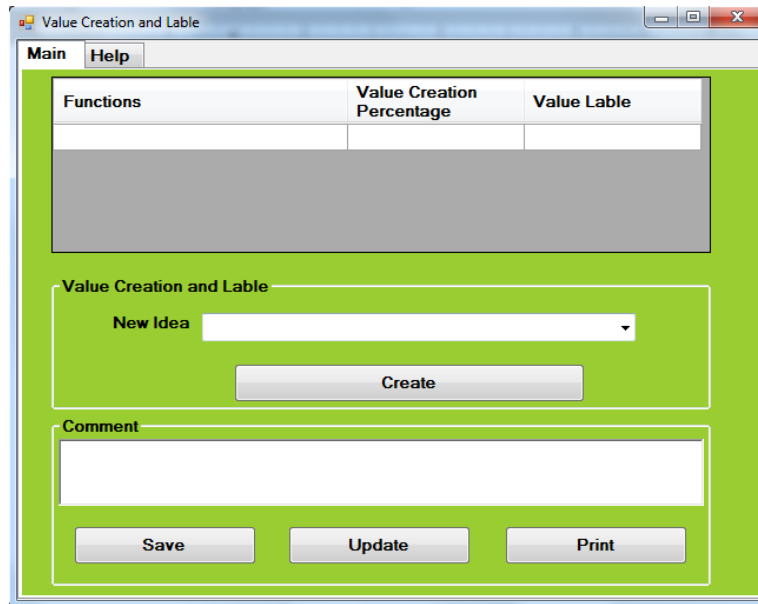 Value Creation and Lable
Main Help
Functions Value Creation Percentage Value Lable
Value Creation and Lable
New Idea
Create
Comment
Save Update Print